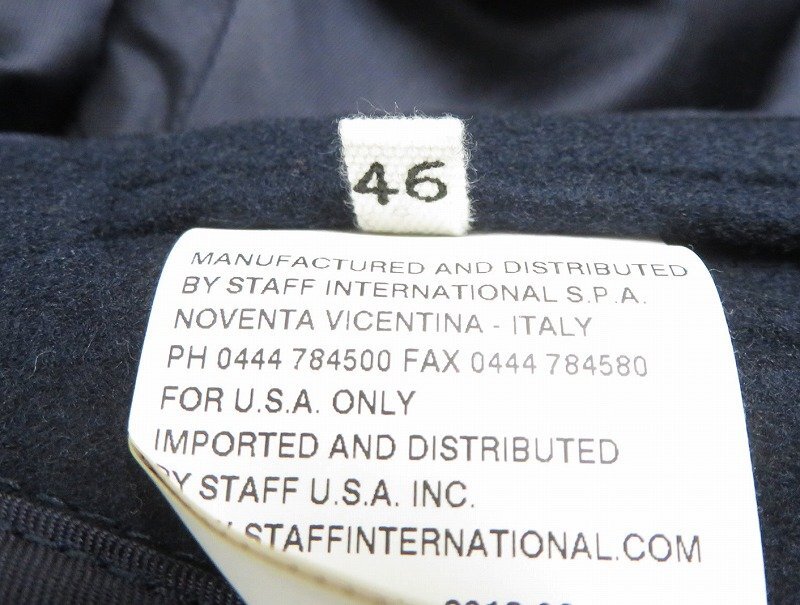 46
MANUFACTURED AND DISTRIBUTED
BY STAFF INTERNATIONAL S.P.A.
NOVENTA VICENTINA - ITALY
PH 0444 784500 FAX 0444 784580
FOR U.S.A. ONLY
IMPORTED AND DISTRIBUTED
BY STAFF U.S.A. INC.
STAFFINTERNATIONAL.COM